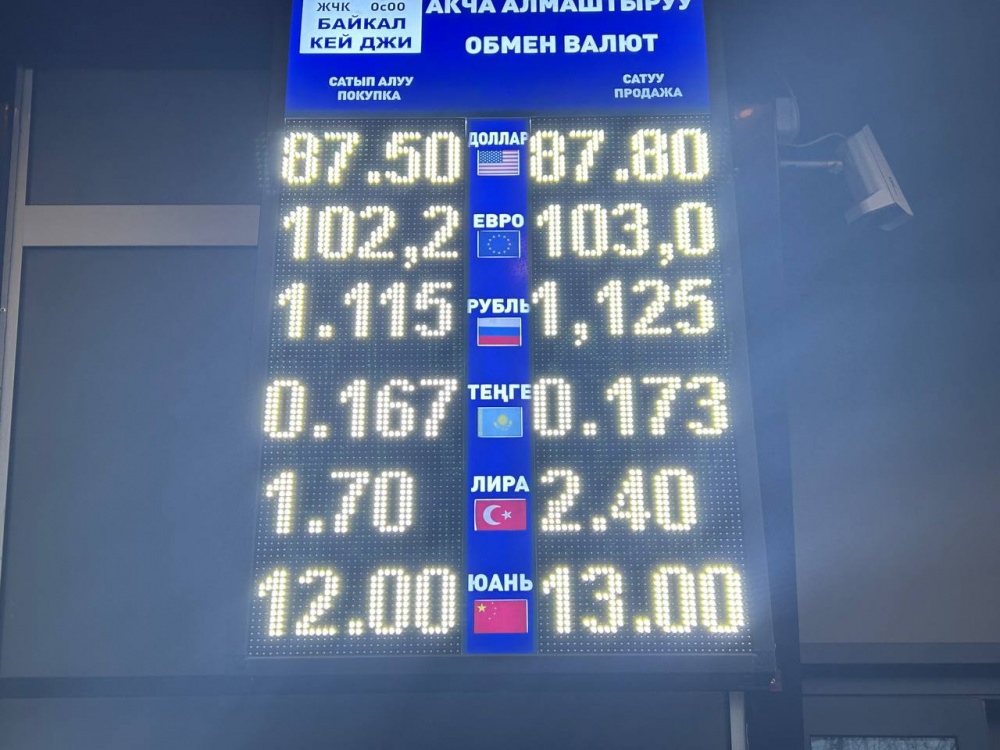 ЖЧК ОсОО
БАЙКАЛ
КЕЙ ДЖИ
АКЧА АЛМАШТЫРУУ
ОБМЕН ВАЛЮТ
САТЫП АЛУУ
ПОКУПКА
САТУУ
ПРОДАЖА
87.50 ДОЛЛАР 87.80
102,2 ЕВРО 103,0
1.115 РУБЛЬ 1,125
0.167 ТЕҢГЕ 0.173
1.70 ЛИРА 2.40
12.00 ЮАНЬ 13.00